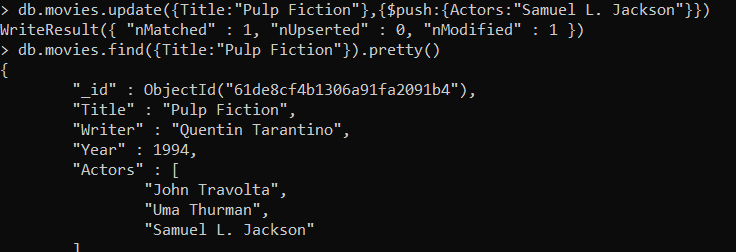 > db.movies.update({Title:"Pulp Fiction"},{$push:{Actors:"Samuel L. Jackson"}})
WriteResult({ "nMatched" : 1, "nUpserted" : 0, "nModified" : 1 })
> db.movies.find({Title:"Pulp Fiction"}).pretty()
{
        "_id" : ObjectId("61de8cf4b1306a91fa2091b4"),
        "Title" : "Pulp Fiction",
        "Writer" : "Quentin Tarantino",
        "Year" : 1994,
        "Actors" : [
                "John Travolta",
                "Uma Thurman",
                "Samuel L. Jackson"
        ]